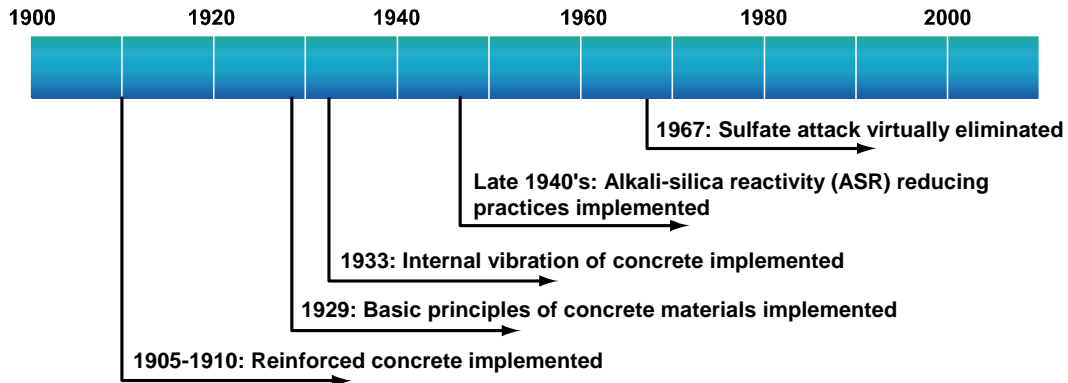 1900 1920 1940 1960 1980 2000
1967: Sulfate attack virtually eliminated
Late 1940's: Alkali-silica reactivity (ASR) reducing
practices implemented
1933: Internal vibration of concrete implemented
1929: Basic principles of concrete materials implemented
1905-1910: Reinforced concrete implemented